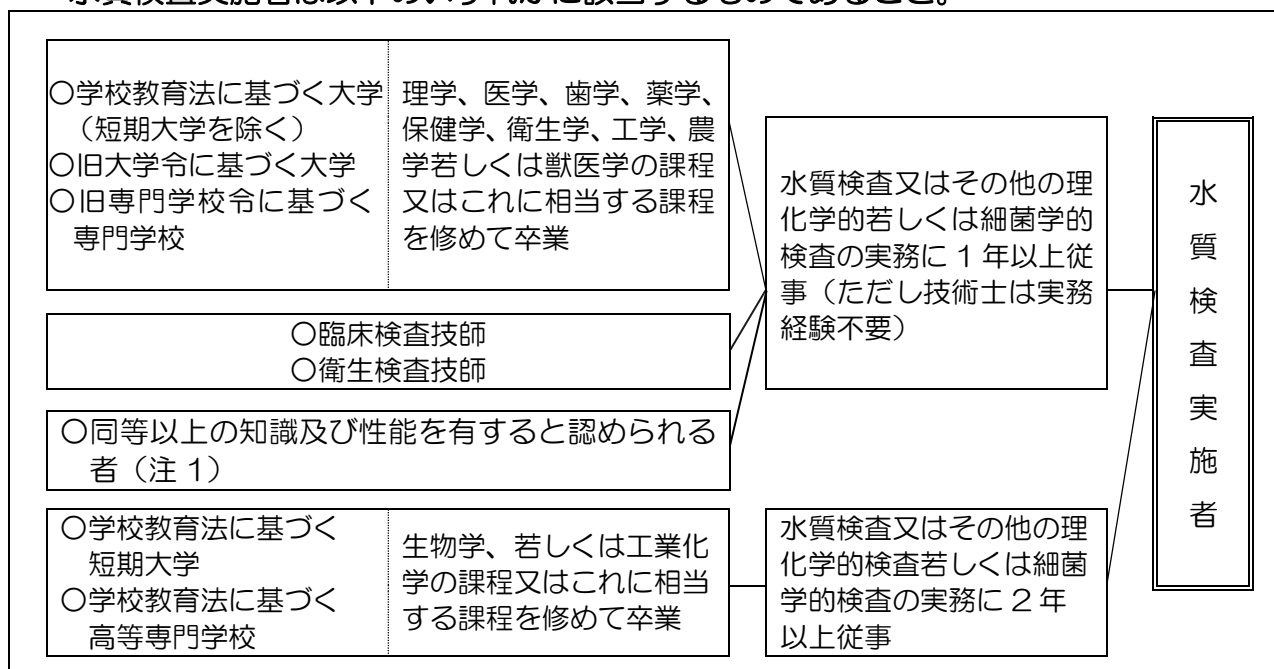 水質検査実施者は以下のいずれかに該当するものであること。
〇学校教育法に基づく大学
（短期大学を除く）
〇旧大学令に基づく大学
〇旧専門学校令に基づく
専門学校
理学、医学、歯学、薬学、
保健学、衛生学、工学、農
学若しくは獣医学の課程
又はこれに相当する課程
を修めて卒業
〇臨床検査技師
〇衛生検査技師
〇同等以上の知識及び性能を有すると認められる
者（注 1）
水質検査又はその他の理
化学的若しくは細菌学的
検査の実務に 1 年以上従
事（ただし技術士は実務
経験不要）
〇学校教育法に基づく
短期大学
〇学校教育法に基づく
高等専門学校
生物学、若しくは工業化
学の課程又はこれに相当
する課程を修めて卒業
水質検査又はその他の理
化学的検査若しくは細菌
学的検査の実務に 2 年
以上従事
水質検査実施者